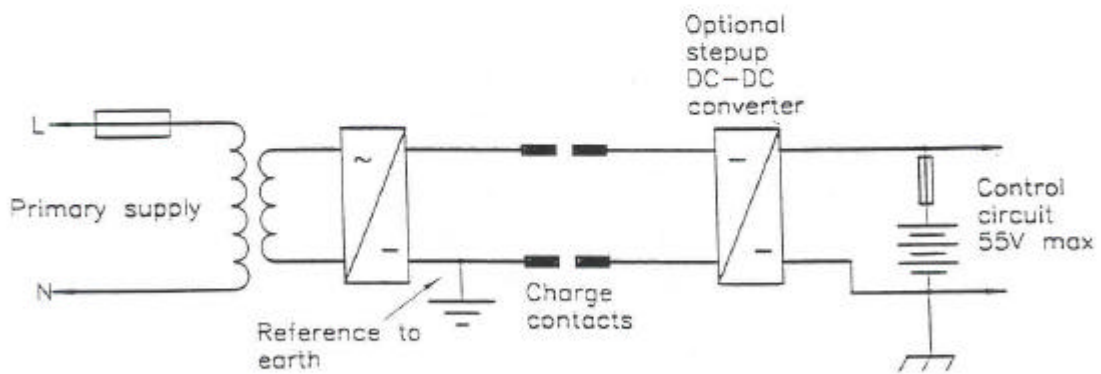 Optional
stepup
DC-DC
converter
L
~
-
-
-
Primary supply
Control
circuit
55V max
N
Charge
contacts
Reference to
earth